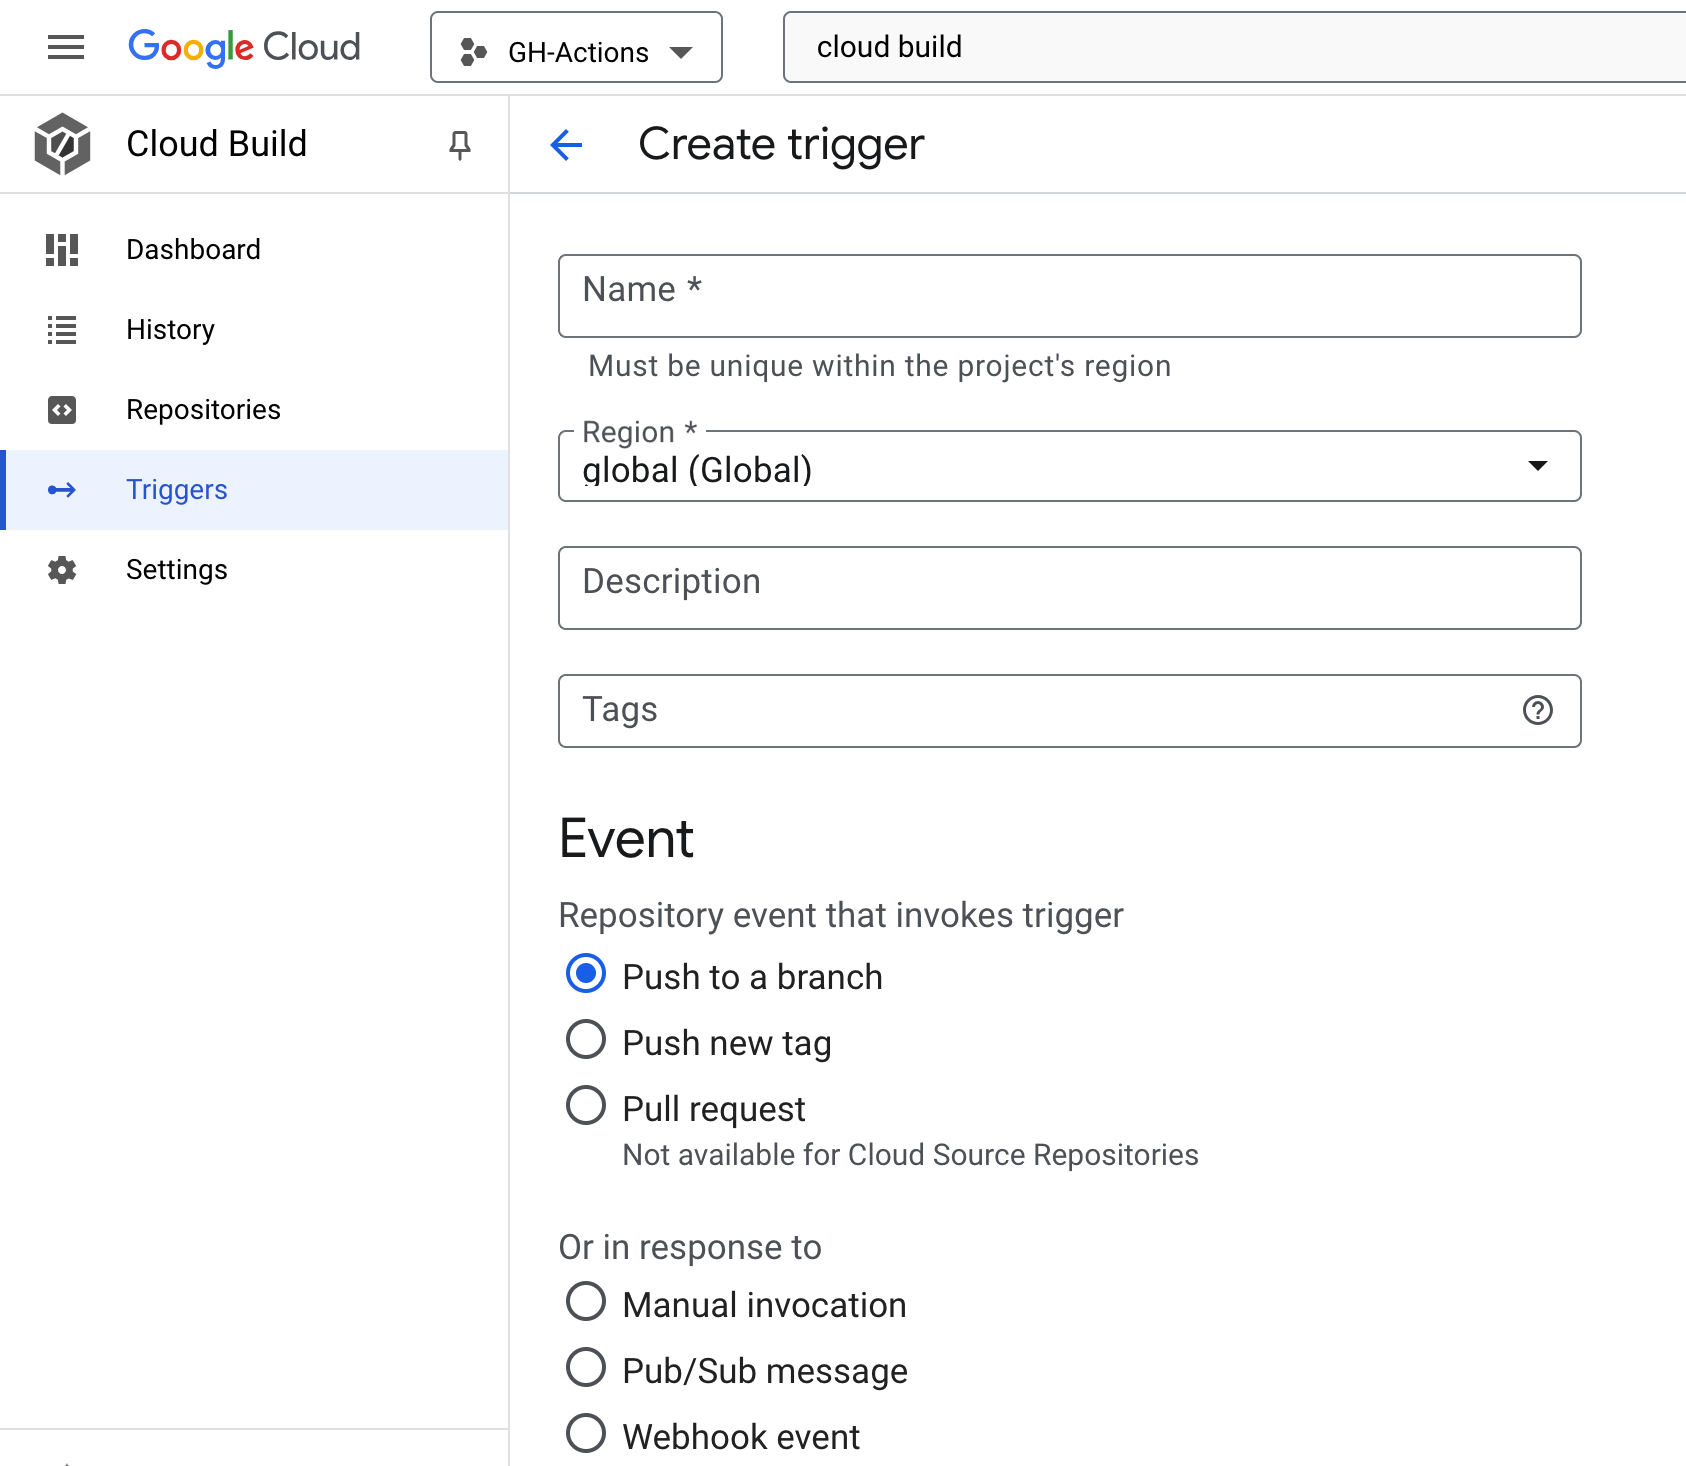 Google Cloud
GH-Actions
cloud build
Cloud Build
Create trigger
Dashboard
History
Repositories
Triggers
Settings
Name *
Must be unique within the project's region
Region *
global (Global)
Description
Tags
Event
Repository event that invokes trigger
Push to a branch
Push new tag
Pull request
Not available for Cloud Source Repositories
Or in response to
Manual invocation
Pub/Sub message
Webhook event